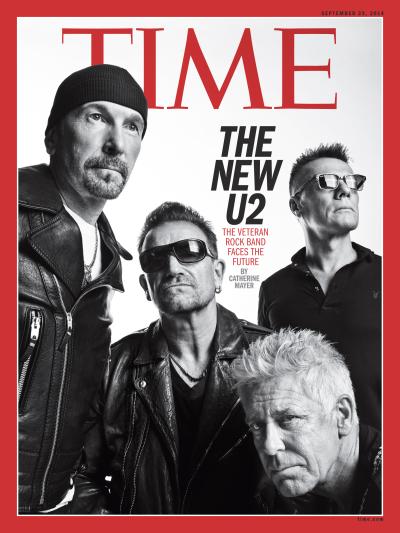 SEPTEMBER 29, 2014
TIME
THE
NEW
U2
THE VETERAN
ROCK BAND
FACES THE
FUTURE
BY
CATHERINE
MAYER
time.com